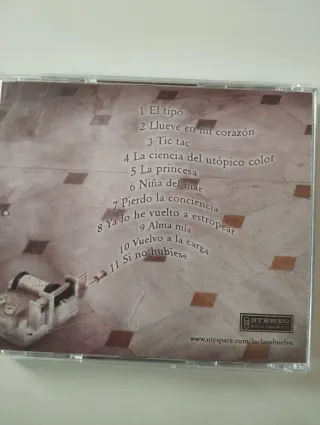 1 El tipo
2 Llueve en mi corazón
3 Tic tac
4 La ciencia del utópico color
5 La princesa
6 Niña del mar
7 Pierdo la conciencia
8 Ya lo he vuelto a estropear
9 Alma mia
10 Vuelvo a la carga
11 Si no hubiese
STEREO
www.myspace.com/laclavehuelva